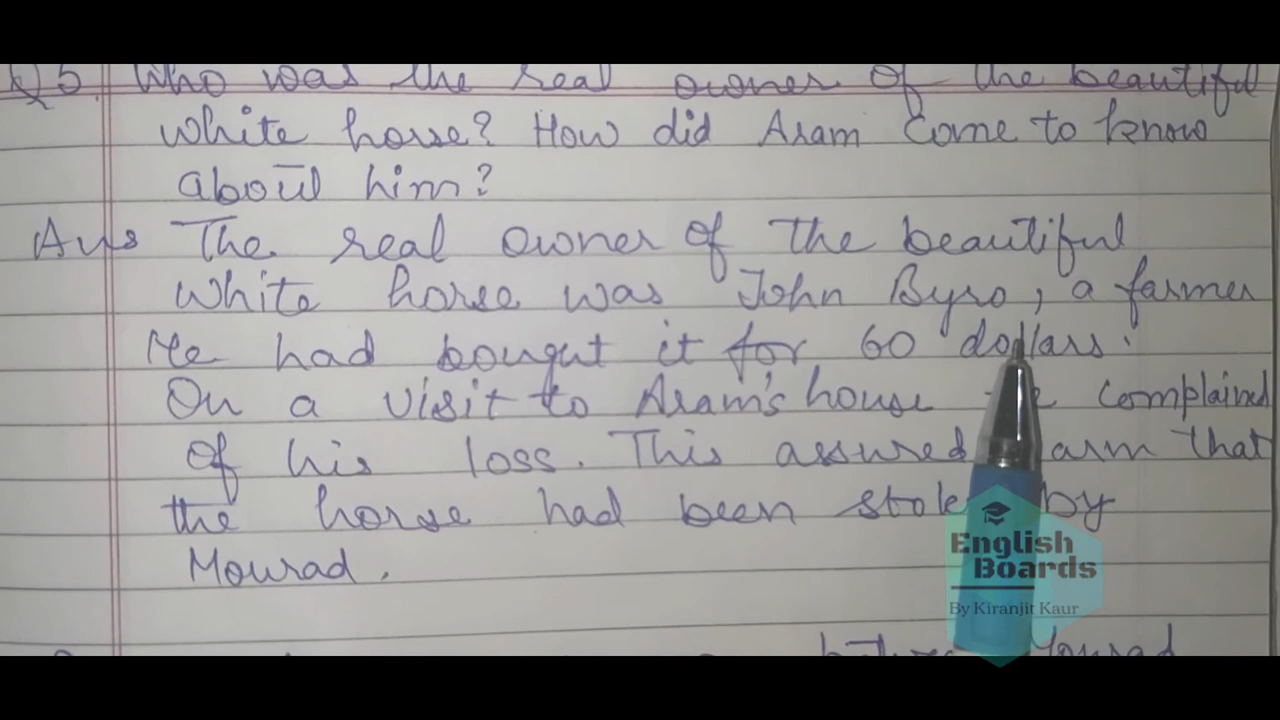 Q5. Who was the real owner of the beautiful
white horse? How did Aram come to know
about him?
Ans The real owner of the beautiful
white horse was John Byro, a farmer
He had bought it for 60 dollars.
On a visit to Aram's house complained
of his loss. This assured that
the horse had been by
Mourad.
English
Boards
By Kiranjit Kaur
Mourad